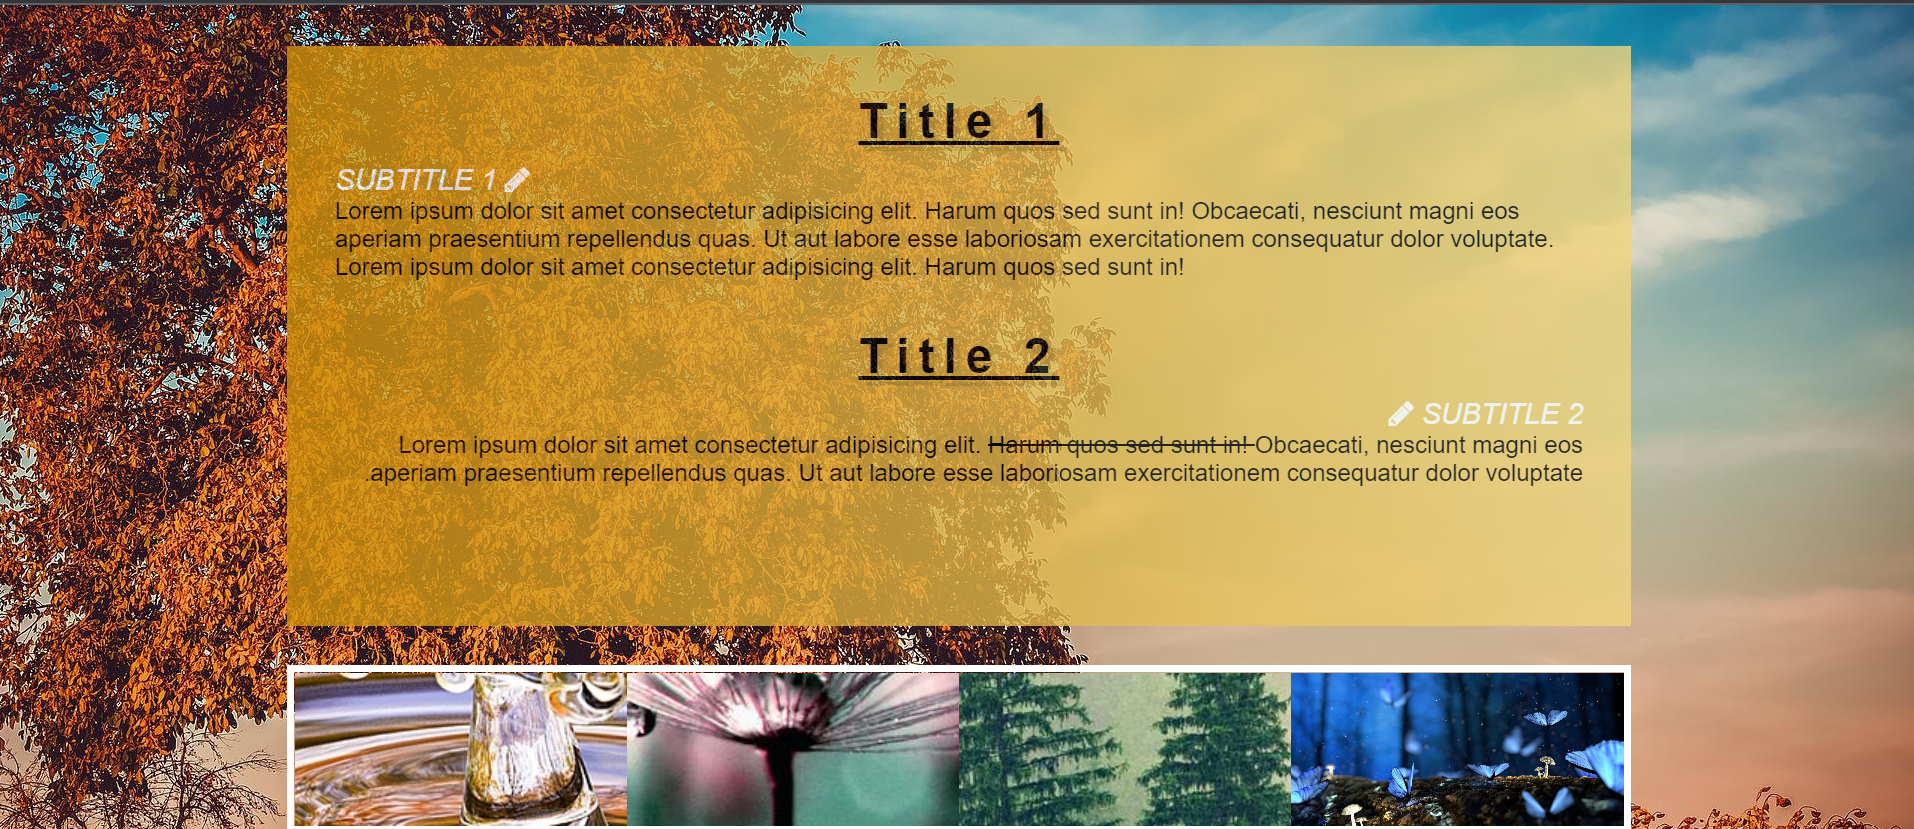 Title 1
SUBTITLE 1
Lorem ipsum dolor sit amet consectetur adipisicing elit. Harum quos sed sunt in! Obcaecati, nesciunt magni eos
aperiam praesentium repellendus quas. Ut aut labore esse laboriosam exercitationem consequatur dolor voluptate.
Lorem ipsum dolor sit amet consectetur adipisicing elit. Harum quos sed sunt in!
Title 2
SUBTITLE 2
Lorem ipsum dolor sit amet consectetur adipisicing elit. Harum quos sed sunt in! Obcaecati, nesciunt magni eos
.aperiam praesentium repellendus quas. Ut aut labore esse laboriosam exercitationem consequatur dolor voluptate